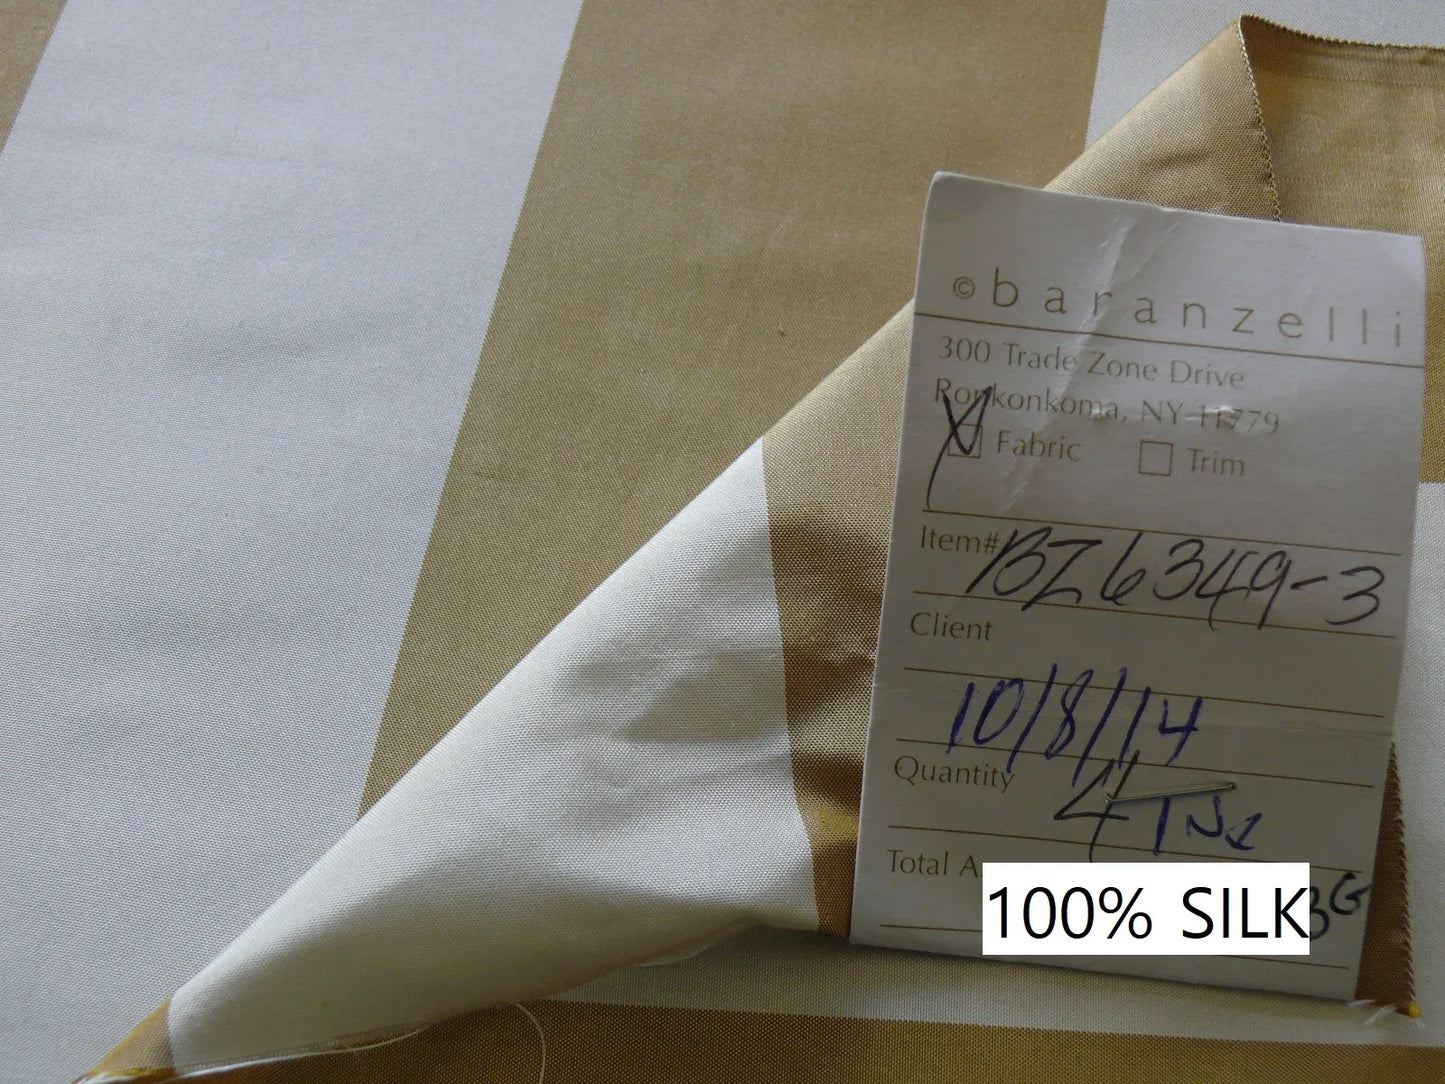 © baranzelli
300 Trade Zone Drive
Ronkonkoma, NY 11779
Fabric Trim
Item# BZ6349-3
Client
10/8/14
Quantity 4
Total A
100% SILK